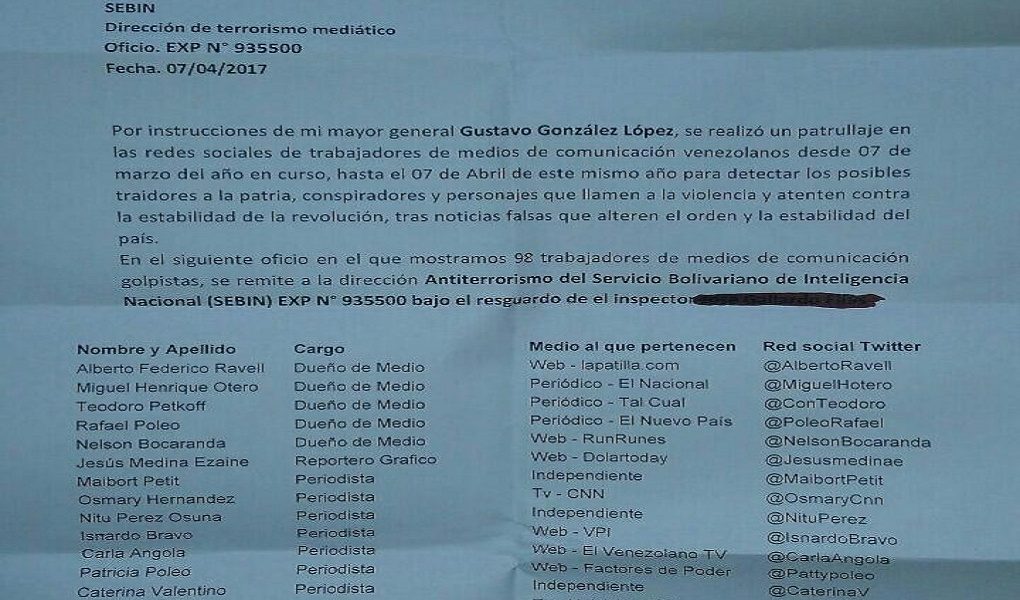 SEBIN
Dirección de terrorismo mediático
Oficio. EXP N° 935500
Fecha. 07/04/2017
Por instrucciones de mi mayor general Gustavo González López, se realizó un patrullaje en
las redes sociales de trabajadores de medios de comunicación venezolanos desde 07 de
marzo del año en curso, hasta el 07 de Abril de este mismo año para detectar los posibles
traidores a la patria, conspiradores y personajes que llamen a la violencia y atenten contra
la estabilidad de la revolución, tras noticias falsas que alteren el orden y la estabilidad del
país.
En el siguiente oficio en el que mostramos 98 trabajadores de medios de comunicación
golpistas, se remite a la dirección Antiterrorismo del Servicio Bolivariano de Inteligencia
Nacional (SEBIN) EXP N° 935500 bajo el resguardo de el inspector
Nombre y Apellido Cargo Medio al que pertenecen Red social Twitter
Alberto Federico Ravell Dueño de Medio Web - lapatilla.com @AlbertoRavell
Miguel Henrique Otero Dueño de Medio Periódico - El Nacional @MiguelHotero
Teodoro Petkoff Dueño de Medio Periódico - Tal Cual @ConTeodoro
Rafael Poleo Dueño de Medio Periódico - El Nuevo País @PoleoRafael
Nelson Bocaranda Dueño de Medio Web - RunRunes @NelsonBocaranda
Jesús Medina Ezaine Reportero Grafico Web - Dolartoday @Jesusmedinae
Maibort Petit Periodista Independiente @MaibortPetit
Osmary Hernandez Periodista Tv - CNN @OsmaryCnn
Nitu Perez Osuna Periodista Independiente @NituPerez
Isnardo Bravo Periodista Web - VPI @IsnardoBravo
Carla Angola Periodista Web - El Venezolano TV @CarlaAngola
Patricia Poleo Periodista Web - Factores de Poder @Pattypoleo
Caterina Valentino Periodista Independiente @CaterinaV